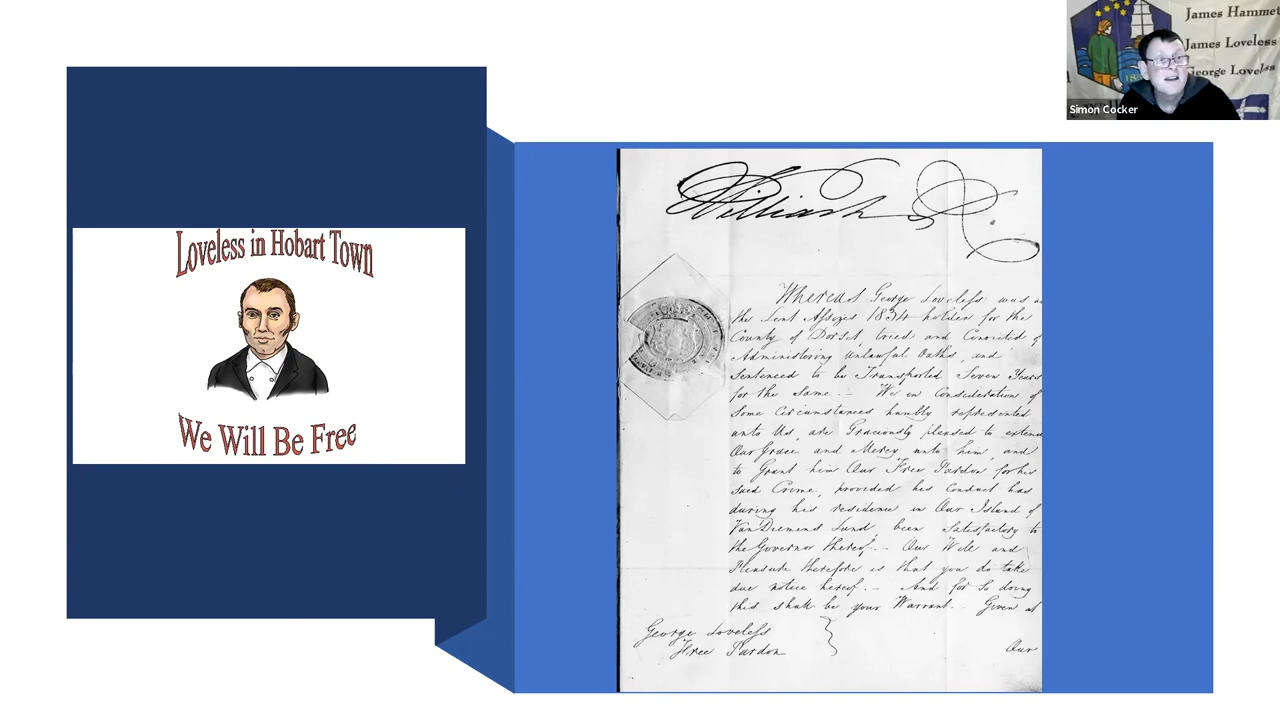 James Hammet
James Loveless
George Loveless
Simon Cocker
Loveless in Hobart Town
We Will Be Free
William R.
Whereas George Loveless was
the Lent Assizes 1834 holden for the
County of Dorset, tried and Convicted of
Administering unlawful Oaths, and
Sentenced to be Transported Seven Years
for the Same. – We in Consideration of
Some Circumstances humbly represented
unto Us, are Graciously pleased to extend
Our Grace and Mercy unto him, and
to Grant him Our Free Pardon for his
said Crime, provided his Conduct has
during his residence in Our Island of
Van Diemens Land, been Satisfactory to
the Governor thereof. – Our Will and
Pleasure therefore is that you do take
due notice hereof. – And for So doing
this shall be your Warrant. – Given at
Our
George Loveless
Free Pardon